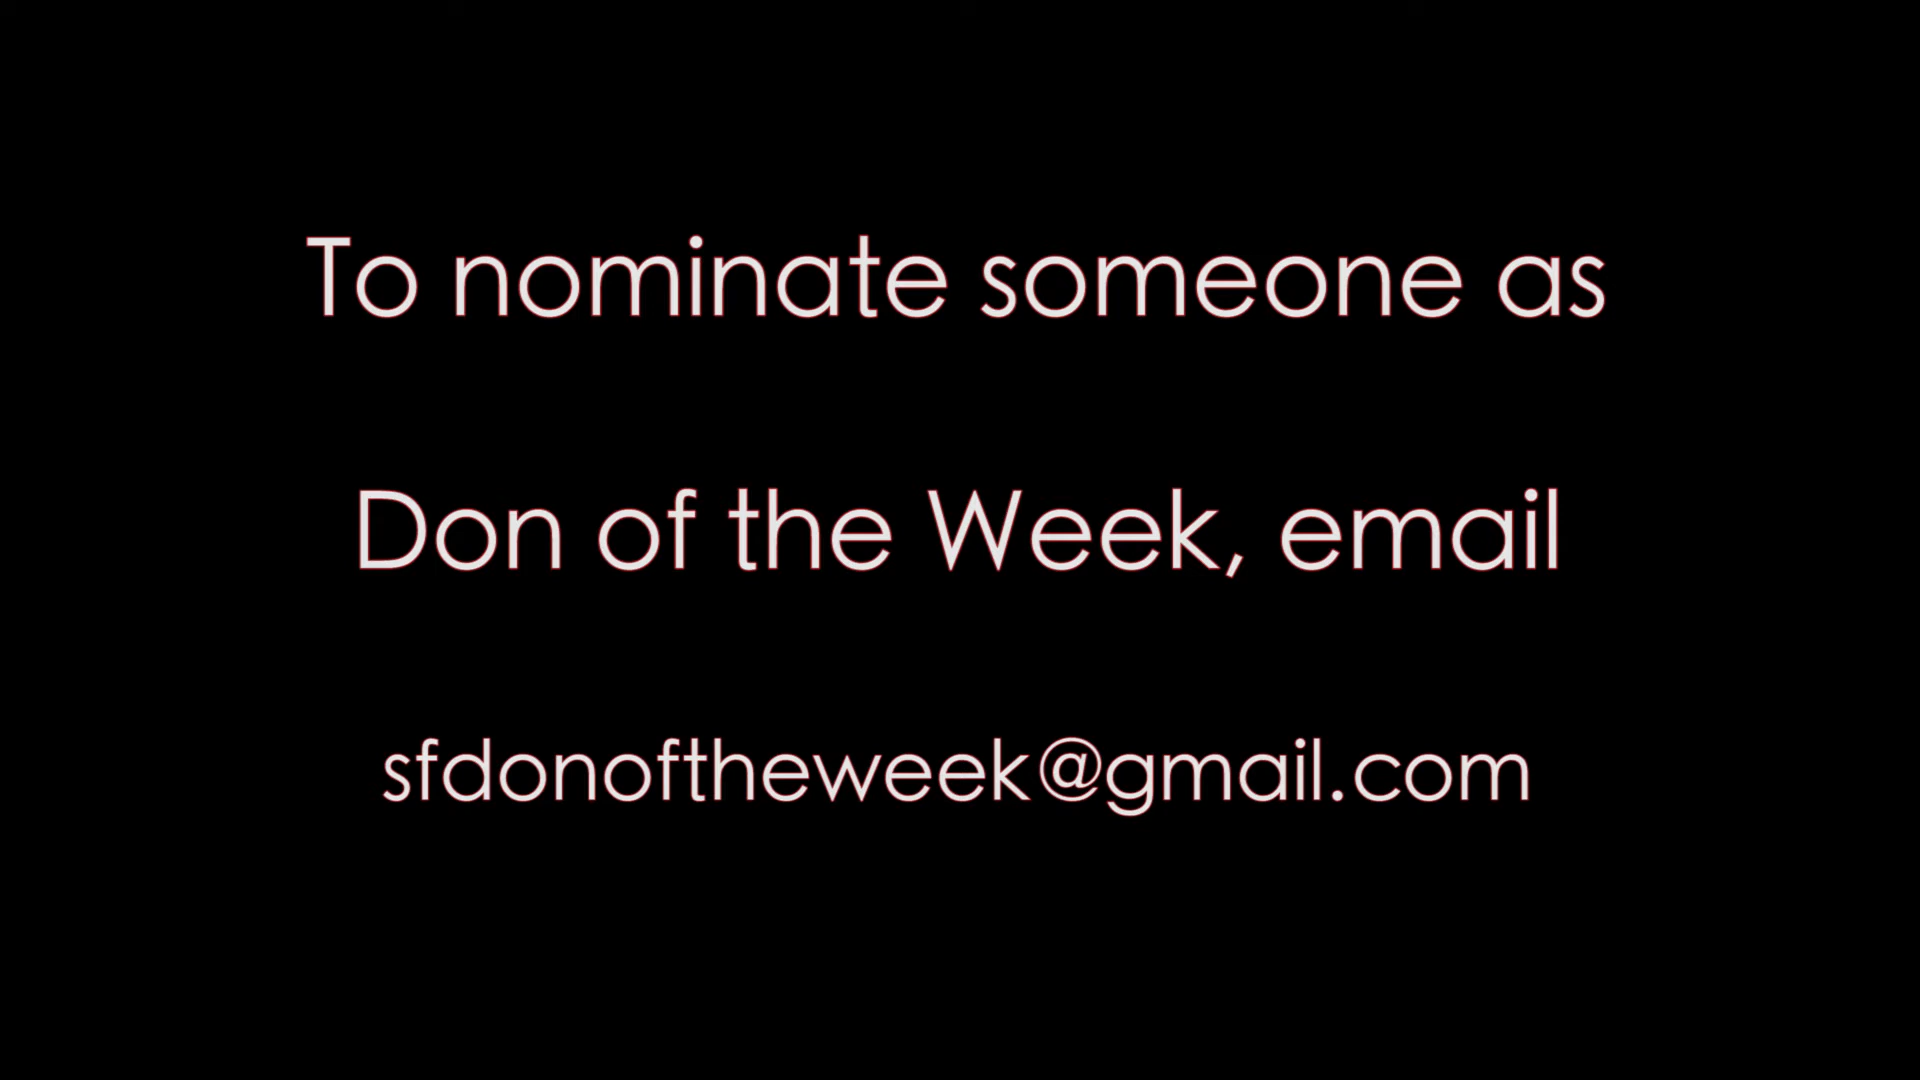 To nominate someone as
Don of the Week, email
sfdonoftheweek@gmail.com